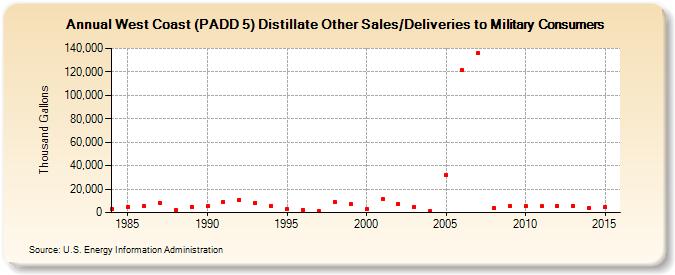 Annual West Coast (PADD 5) Distillate Other Sales/Deliveries to Military Consumers
Thousand Gallons
140,000
120,000
100,000
80,000
60,000
40,000
20,000
0
1985 1990 1995 2000 2005 2010 2015
Source: U.S. Energy Information Administration